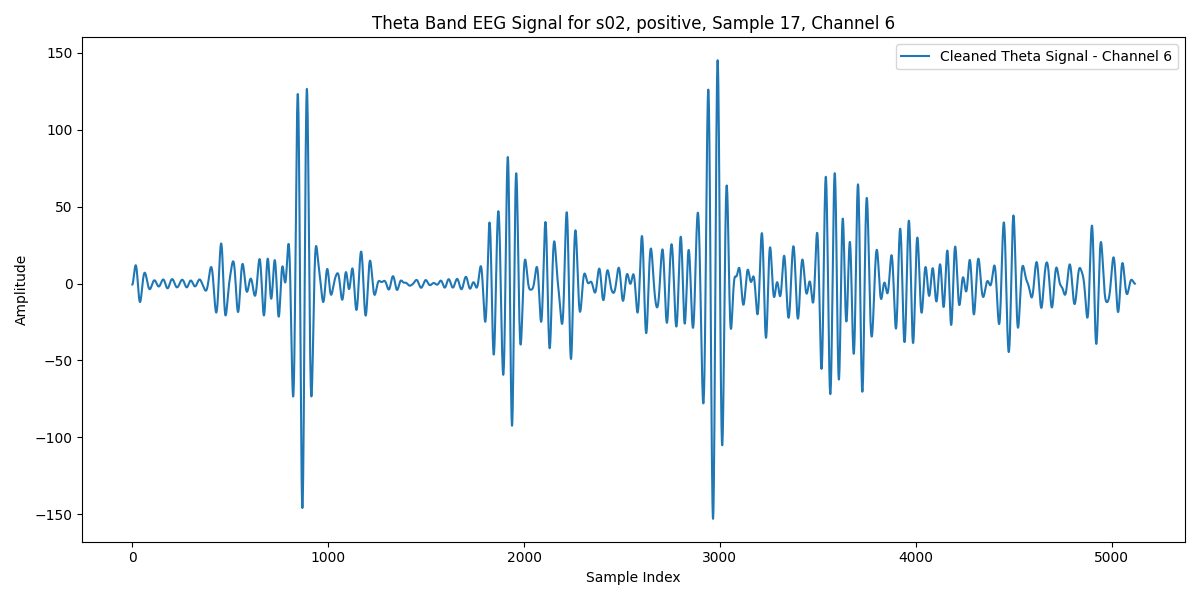 Theta Band EEG Signal for s02, positive, Sample 17, Channel 6
Cleaned Theta Signal - Channel 6
Amplitude
150
100
50
0
−50
−100
−150
0 1000 2000 3000 4000 5000
Sample Index